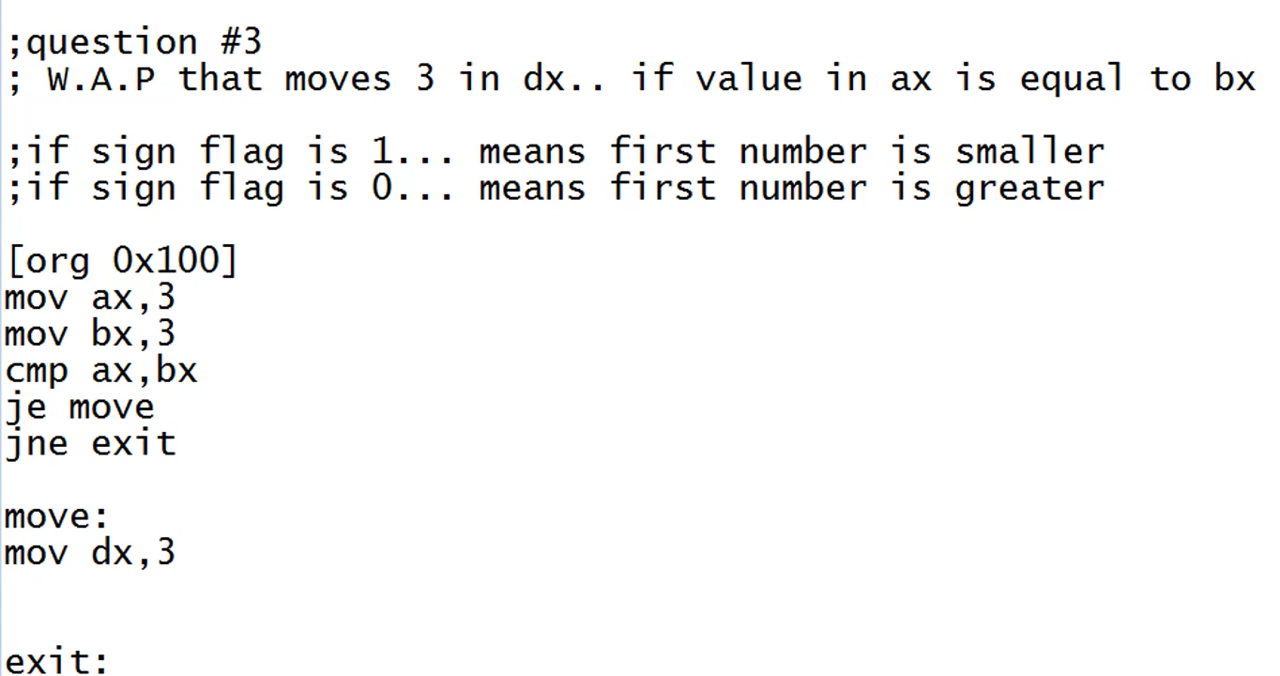 ;question #3
; W.A.P that moves 3 in dx.. if value in ax is equal to bx
;if sign flag is 1... means first number is smaller
;if sign flag is 0... means first number is greater
[org 0x100]
mov ax,3
mov bx,3
cmp ax,bx
je move
jne exit
move:
mov dx,3
exit: